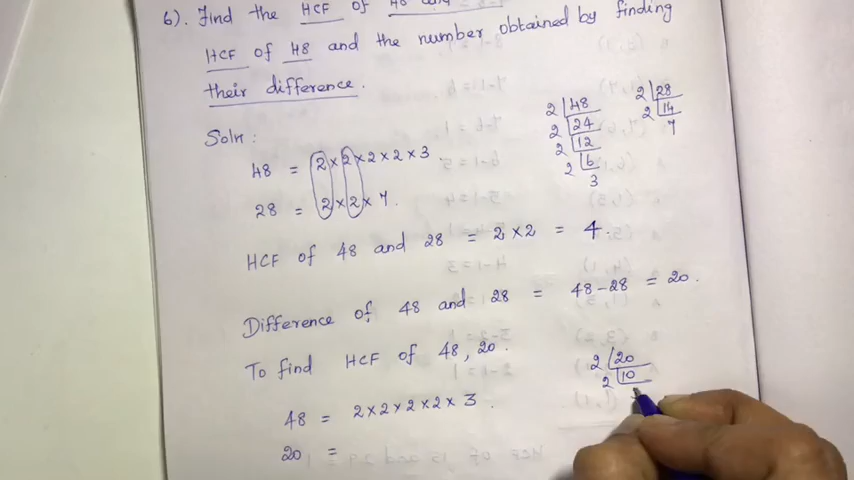 6). Find the HCF of 48 and
HCF of 48 and the number obtained by finding
their difference.
Soln:
48 = 2×2×2×2×3
28 = 2×2×7.
2 48
2 24
2 12
2 6
3
2 28
2 14
7
HCF of 48 and 28 = 2×2 = 4.
Difference of 48 and 28 = 48-28 = 20.
To find HCF of 48, 20.
2 20
2 10
48 = 2×2×2×2×3.
20 =